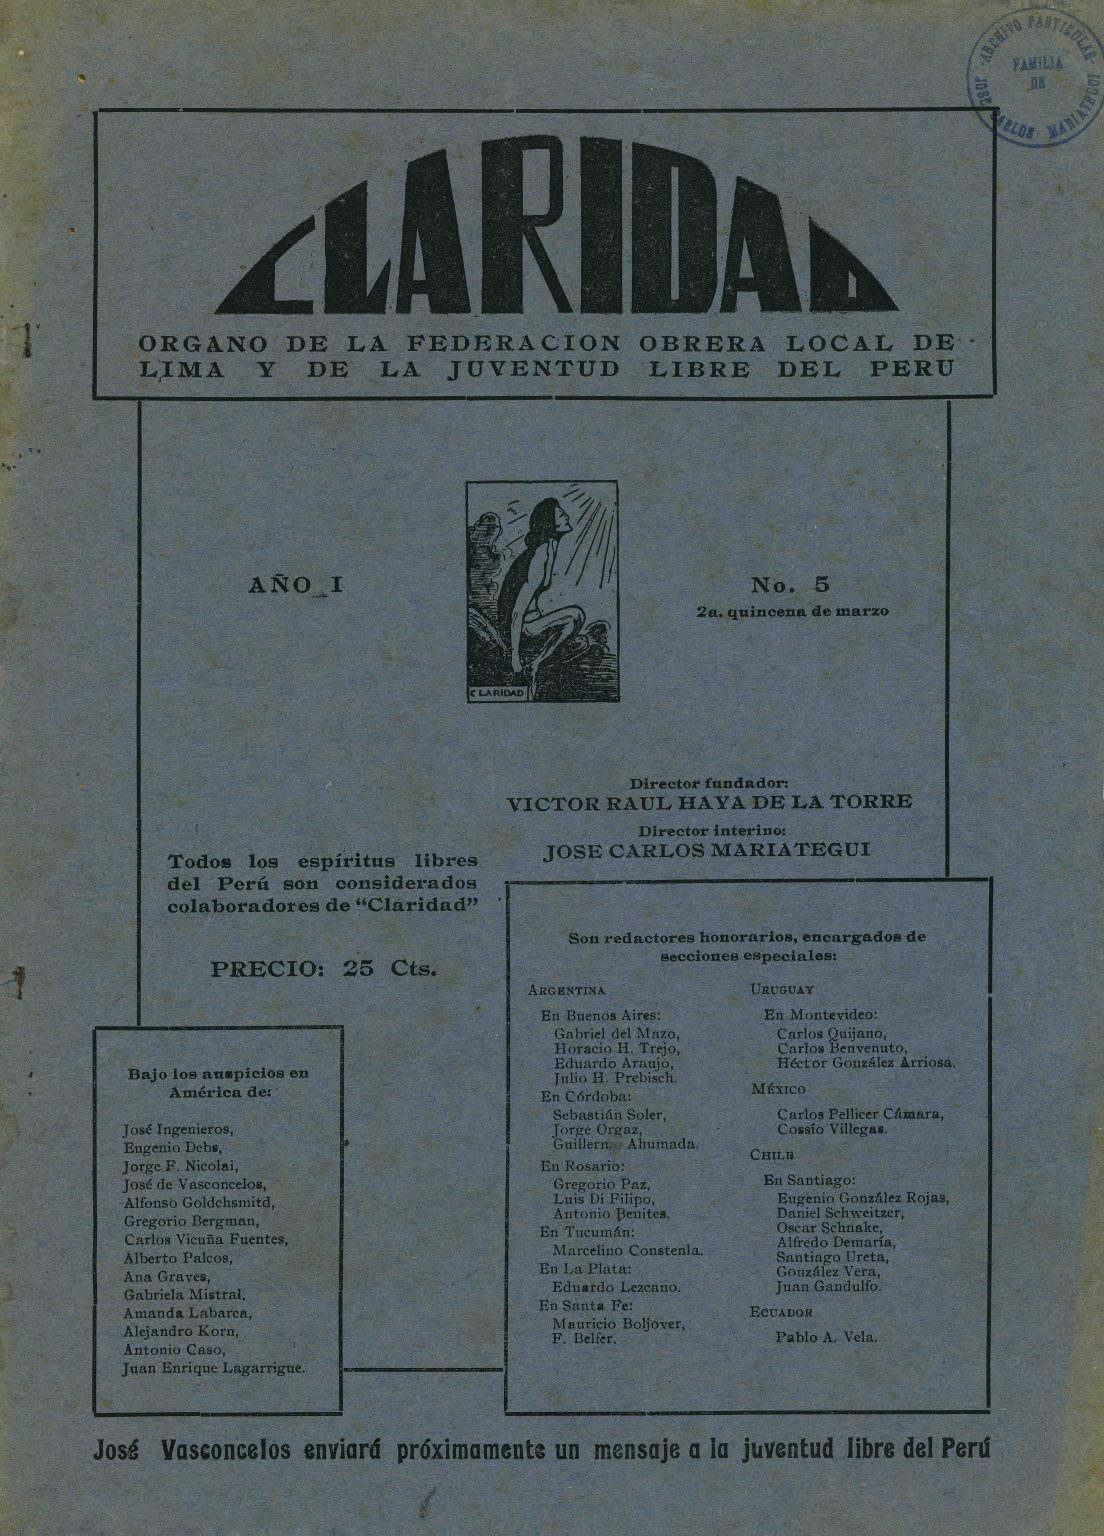 ARCHIVO PARTICULAR
FAMILIA
DE
JOSE CARLOS MARIATEGUI
CLARIDAD
ORGANO DE LA FEDERACION OBRERA LOCAL DE
LIMA Y DE LA JUVENTUD LIBRE DEL PERU
AÑO I
CLARIDAD
No. 5
2a. quincena de marzo
Director fundador:
VICTOR RAUL HAYA DE LA TORRE
Director interino:
JOSE CARLOS MARIATEGUI
Todos los espíritus libres
del Perú son considerados
colaboradores de "Claridad"
PRECIO: 25 Cts.
Bajo los auspicios en
América de:
José Ingenieros,
Eugenio Debs,
Jorge F. Nicolai,
José de Vasconcelos,
Alfonso Goldchsmitd,
Gregorio Bergman,
Carlos Vicuña Fuentes,
Alberto Palcos,
Ana Graves,
Gabriela Mistral,
Amanda Labarca,
Alejandro Korn,
Antonio Caso,
Juan Enrique Lagarrigue.
Son redactores honorarios, encargados de
secciones especiales:
ARGENTINA
En Buenos Aires:
Gabriel del Mazo,
Horacio H. Trejo,
Eduardo Araujo,
Julio H. Prebisch.
En Córdoba:
Sebastián Soler,
Jorge Orgaz,
Guillerm Ahumada.
En Rosario:
Gregorio Paz,
Luis Di Filipo,
Antonio Benites.
En Tucumán:
Marcelino Constenla.
En La Plata:
Eduardo Lezcano.
En Santa Fe:
Mauricio Boljover,
F. Belfer.
URUGUAY
En Montevideo:
Carlos Quijano,
Carlos Benvenuto,
Héctor González Arriosa.
MÉXICO
Carlos Pellicer Cámara,
Cossío Villegas.
CHILE
En Santiago:
Eugenio González Rojas,
Daniel Schweitzer,
Oscar Schnake,
Alfredo Demaría,
Santiago Ureta,
González Vera,
Juan Gandulfo.
ECUADOR
Pablo A. Vela.
José Vasconcelos enviará próximamente un mensaje a la juventud libre del Perú